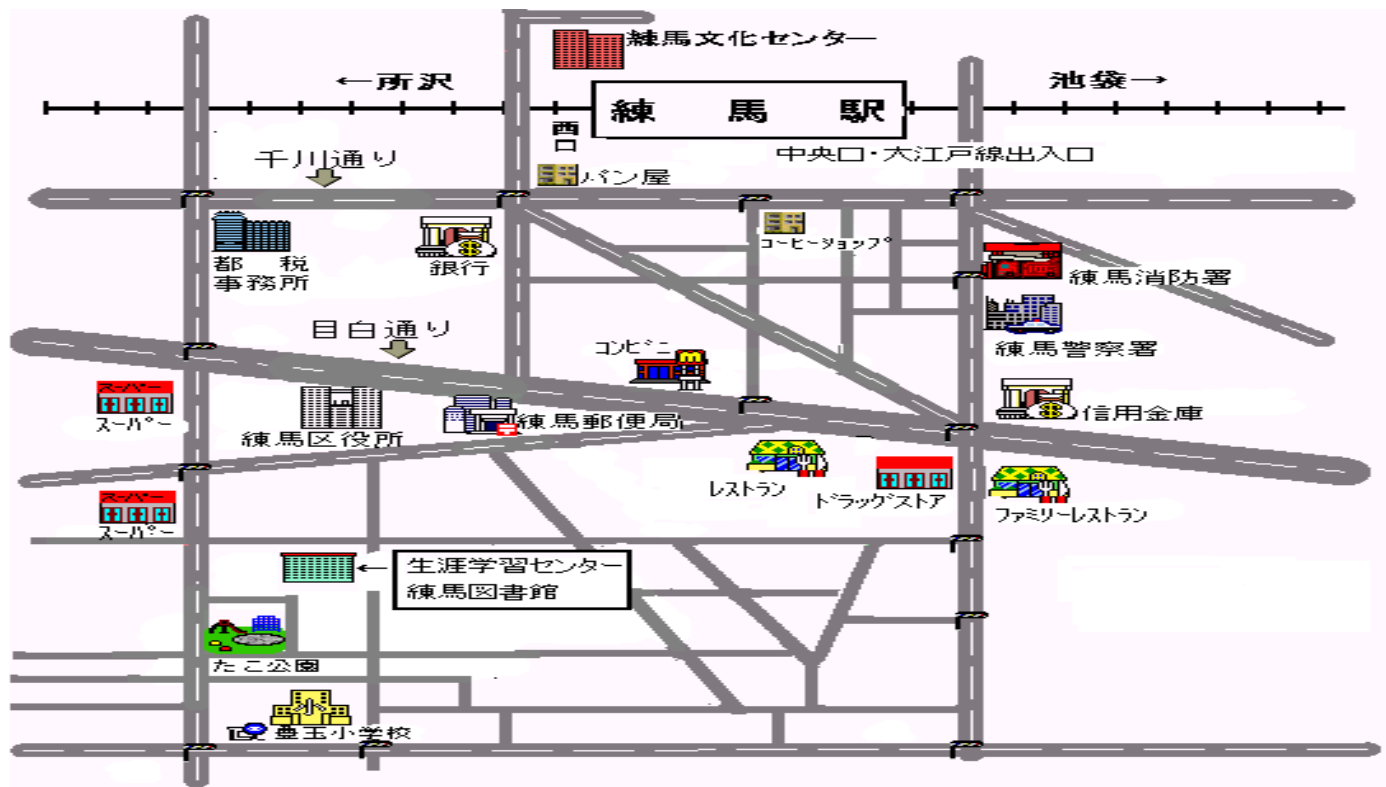 練馬文化センター
←所沢
池袋→
練馬駅
西口
中央口・大江戸線出入口
千川通り
パン屋
コーヒーショップ
都税
事務所
銀行
練馬消防署
目白通り
コンビニ
練馬警察署
スーパー
スーパー
練馬区役所
練馬郵便局
信用金庫
レストラン
ドラッグストア
ファミリーレストラン
スーパー
スーパー
生涯学習センター
練馬図書館
たこ公園
小
豊玉小学校